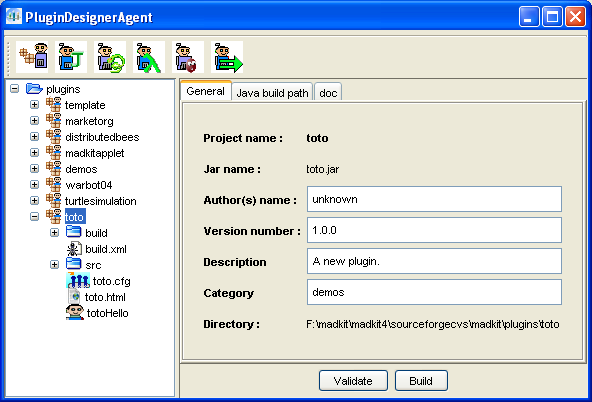 PluginDesignerAgent
plugins
template
marketorg
distributedbees
madkitapplet
demos
warbot04
turtlesimulation
toto
build
build.xml
src
toto.cfg
toto.html
totoHello
General Java build path doc
Project name : toto
Jar name : toto.jar
Author(s) name : unknown
Version number : 1.0.0
Description A new plugin.
Category demos
Directory : F:\madkit\madkit4\sourceforgecvs\madkit\plugins\toto
Validate Build